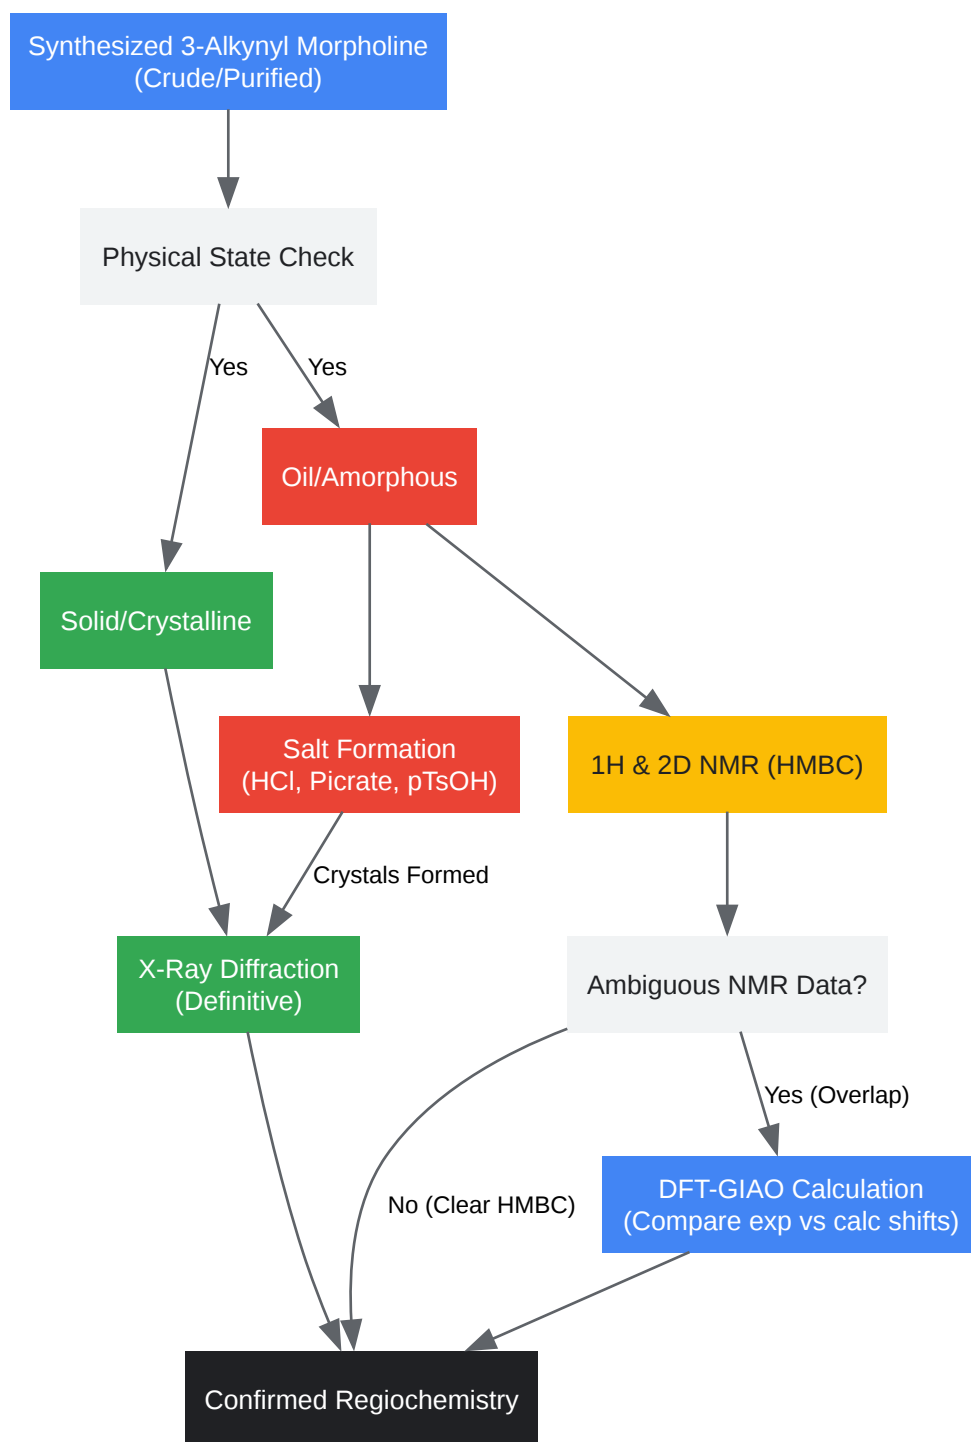 Synthesized 3-Alkynyl Morpholine
(Crude/Purified)
Physical State Check
Yes
Yes
Oil/Amorphous
Solid/Crystalline
Salt Formation
(HCl, Picrate, pTsOH)
1H & 2D NMR (HMBC)
Crystals Formed
X-Ray Diffraction
(Definitive)
Ambiguous NMR Data?
Yes (Overlap)
No (Clear HMBC)
DFT-GIAO Calculation
(Compare exp vs calc shifts)
Confirmed Regiochemistry